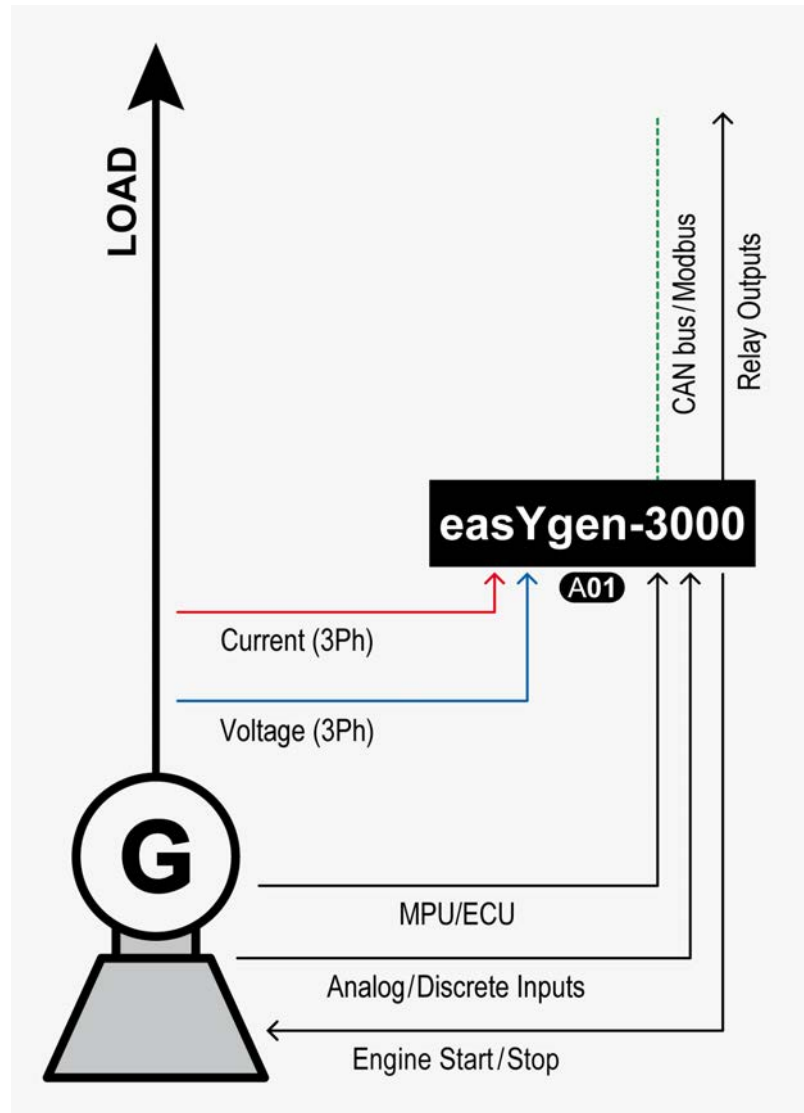 LOAD
CAN bus/Modbus
Relay Outputs
easYgen-3000
A01
Current (3Ph)
Voltage (3Ph)
G
MPU/ECU
Analog/Discrete Inputs
Engine Start/Stop